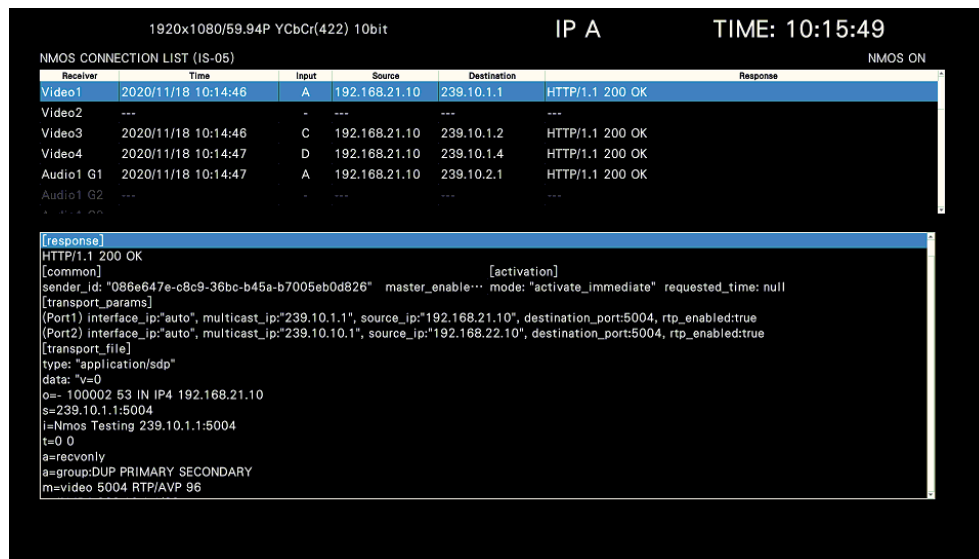 1920x1080/59.94P YCbCr(422) 10bit IP A TIME: 10:15:49
NMOS CONNECTION LIST (IS-05) NMOS ON
Receiver Time Input Source Destination Response
Video1 2020/11/18 10:14:46 A 192.168.21.10 239.10.1.1 HTTP/1.1 200 OK
Video2 --- - --- --- ---
Video3 2020/11/18 10:14:46 C 192.168.21.10 239.10.1.2 HTTP/1.1 200 OK
Video4 2020/11/18 10:14:47 D 192.168.21.10 239.10.1.4 HTTP/1.1 200 OK
Audio1 G1 2020/11/18 10:14:47 A 192.168.21.10 239.10.2.1 HTTP/1.1 200 OK
Audio1 G2 --- - --- --- ---
[response]
HTTP/1.1 200 OK
[common] [activation]
sender_id: "086e647e-c8c9-36bc-b45a-b7005eb0d826" master_enable··· mode: "activate_immediate" requested_time: null
[transport_params]
(Port1) interface_ip:"auto", multicast_ip:"239.10.1.1", source_ip:"192.168.21.10", destination_port:5004, rtp_enabled:true
(Port2) interface_ip:"auto", multicast_ip:"239.10.10.1", source_ip:"192.168.22.10", destination_port:5004, rtp_enabled:true
[transport_file]
type: "application/sdp"
data: "v=0
o=- 100002 53 IN IP4 192.168.21.10
s=239.10.1.1:5004
i=Nmos Testing 239.10.1.1:5004
t=0 0
a=recvonly
a=group:DUP PRIMARY SECONDARY
m=video 5004 RTP/AVP 96